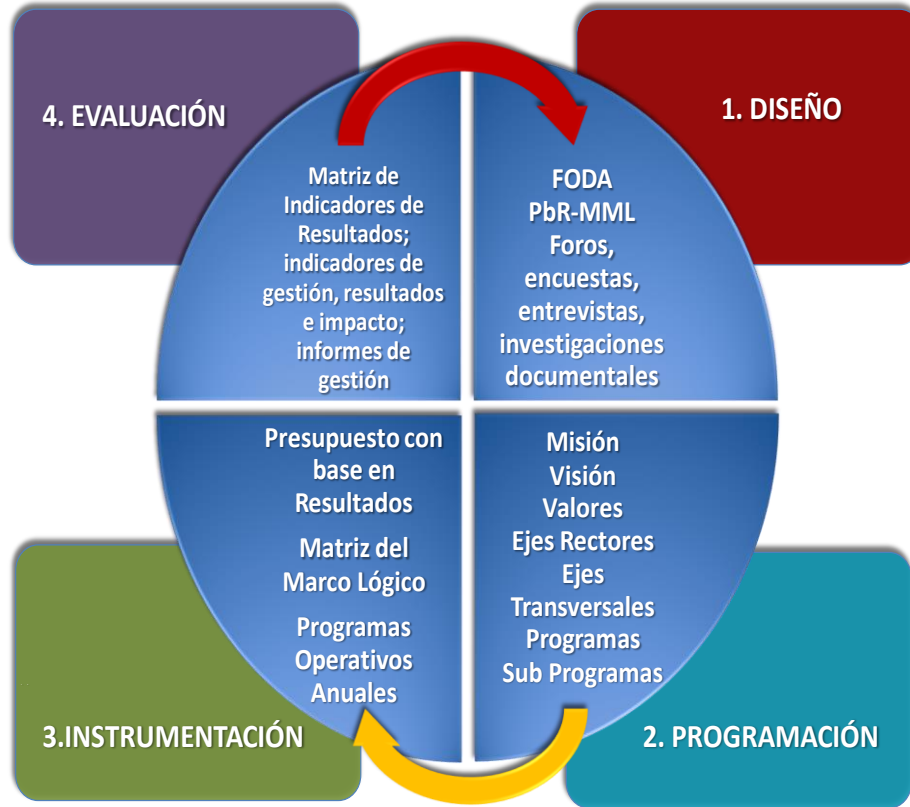 4. EVALUACIÓN
Matriz de
Indicadores de
Resultados;
indicadores de
gestión, resultados
e impacto;
informes de
gestión
1. DISEÑO
FODA
PbR-MML
Foros,
encuestas,
entrevistas,
investigaciones
documentales
Presupuesto con
base en
Resultados
Matriz del
Marco Lógico
Programas
Operativos
Anuales
3.INSTRUMENTACIÓN
Misión
Visión
Valores
Ejes Rectores
Ejes
Transversales
Programas
Sub Programas
2. PROGRAMACIÓN